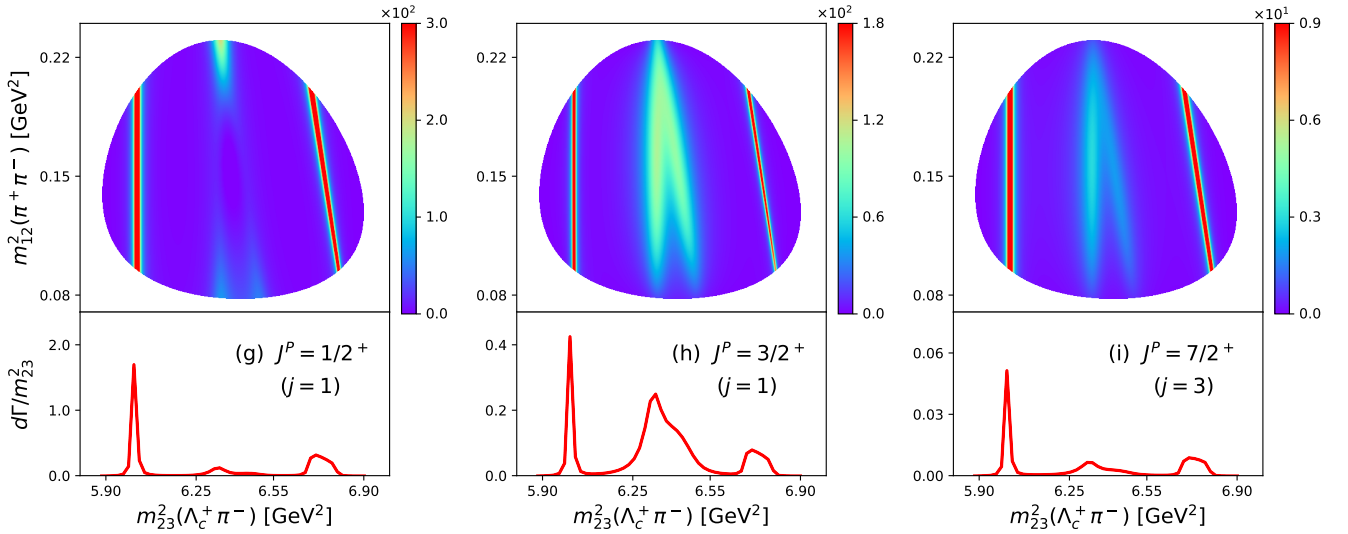 ×10² ×10² ×10¹
m²₁₂(π⁺π⁻) [GeV²]
0.22 0.15 0.08
3.0 2.0 1.0 0.0
0.22 0.15 0.08
1.8 1.2 0.6 0.0
0.22 0.15 0.08
0.9 0.6 0.3 0.0
dΓ/m²₂₃
2.0 1.0 0.0
(g) Jᴾ = 1/2⁺
(j = 1)
0.4 0.2 0.0
(h) Jᴾ = 3/2⁺
(j = 1)
0.06 0.03 0.00
(i) Jᴾ = 7/2⁺
(j = 3)
5.90 6.25 6.55 6.90
5.90 6.25 6.55 6.90
5.90 6.25 6.55 6.90
m²₂₃(Λ꜀⁺π⁻) [GeV²]
m²₂₃(Λ꜀⁺π⁻) [GeV²]
m²₂₃(Λ꜀⁺π⁻) [GeV²]